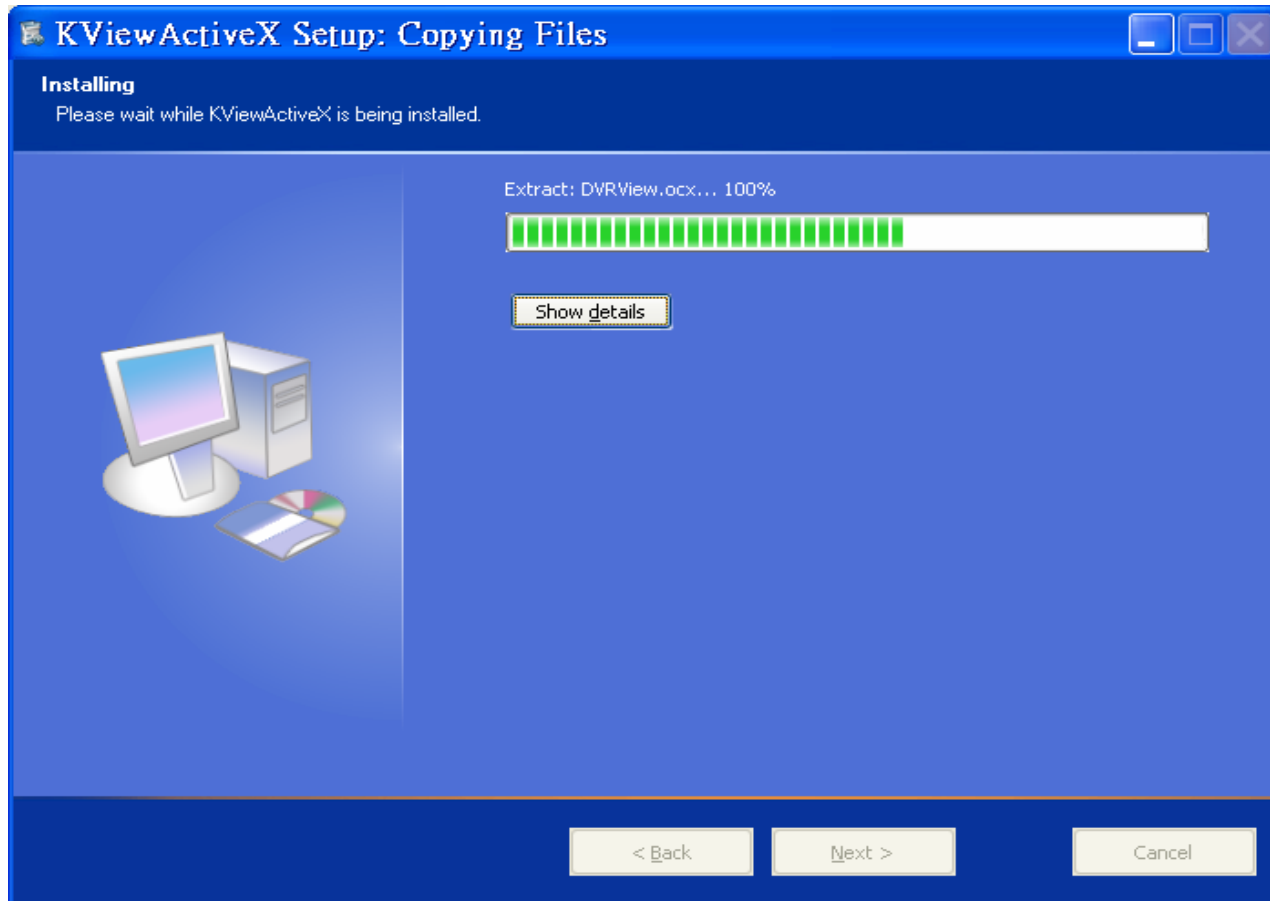 KViewActiveX Setup: Copying Files
Installing
Please wait while KViewActiveX is being installed.
Extract: DVRView.ocx... 100%
Show details
< Back
Next >
Cancel